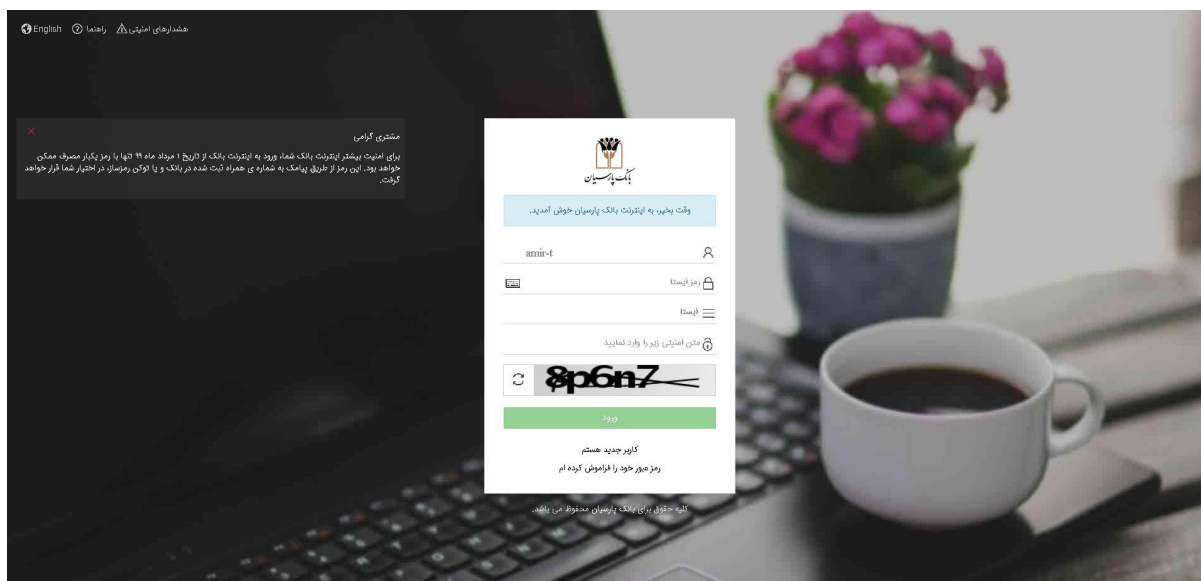 هشدارهای امنیتی
راهنما
English
مشتری گرامی
برای امنیت بیشتر اینترنت بانک شما، ورود به اینترنت بانک از تاریخ ۱ مرداد ماه ۹۹ تنها با رمز یکبار مصرف ممکن
خواهد بود. این رمز از طریق پیامک به شماره ی همراه ثبت شده در بانک و یا توکن رمزساز، در اختیار شما قرار خواهد
گرفت.
بانک پارسیان
وقت بخیر، به اینترنت بانک پارسیان خوش آمدید.
amir-t
رمز ایستا
ایستا
متن امنیتی زیر را وارد نمایید
ورود
کاربر جدید هستم
رمز عبور خود را فراموش کرده ام
کلیه حقوق برای بانک پارسیان محفوظ می باشد.